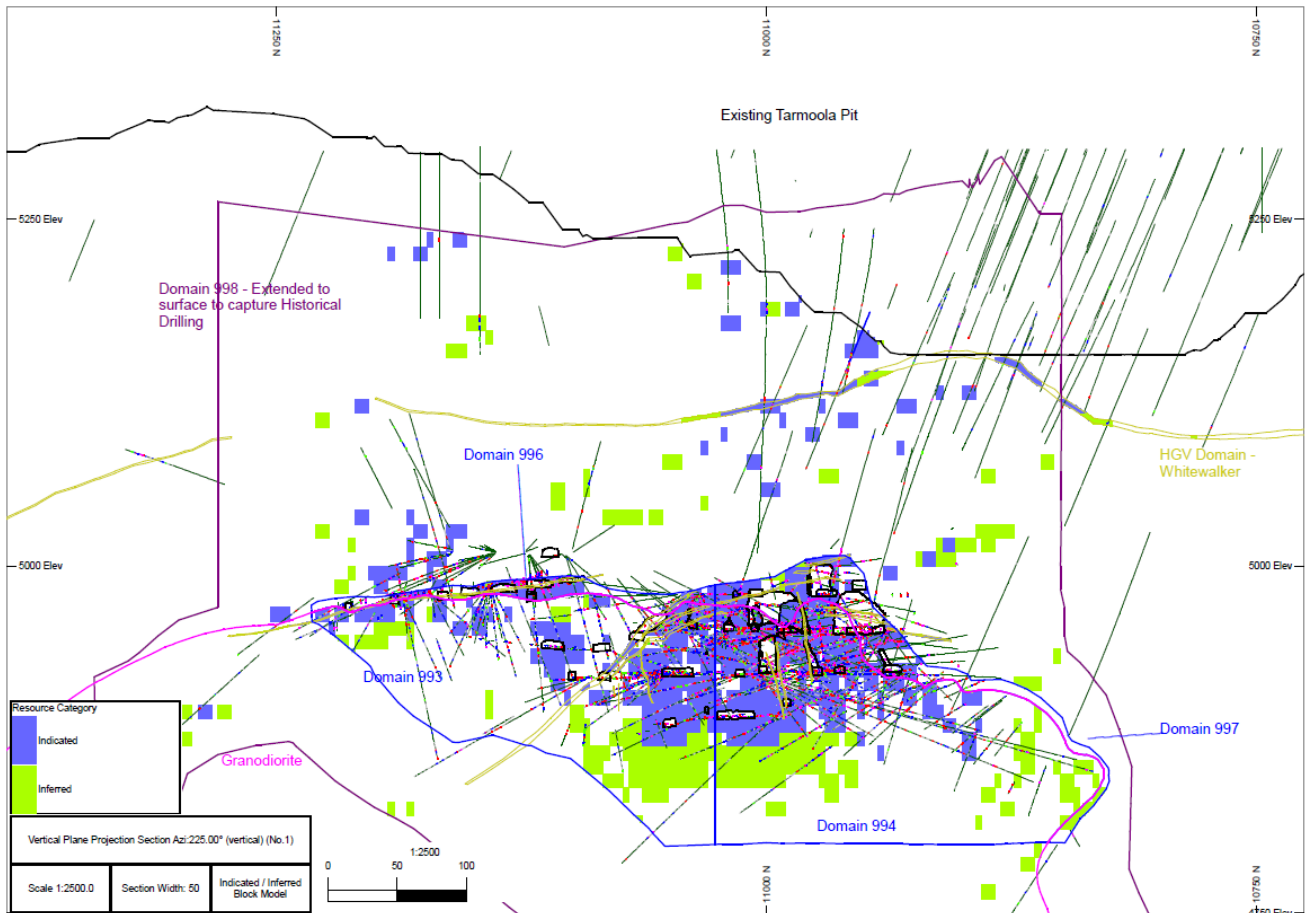 11250 N
11000 N
10750 N
Existing Tarmoola Pit
5250 Elev
5250 Elev
Domain 998 - Extended to
surface to capture Historical
Drilling
Domain 996
HGV Domain -
Whitewalker
5000 Elev
5000 Elev
Domain 993
Resource Category
Indicated
Inferred
Granodiorite
Domain 997
Domain 994
Vertical Plane Projection Section Azi:225.00° (vertical) (No.1)
Scale 1:2500.0
Section Width: 50
Indicated / Inferred
Block Model
1:2500
0
50
100
11000 N
10750 N
4750 Elev